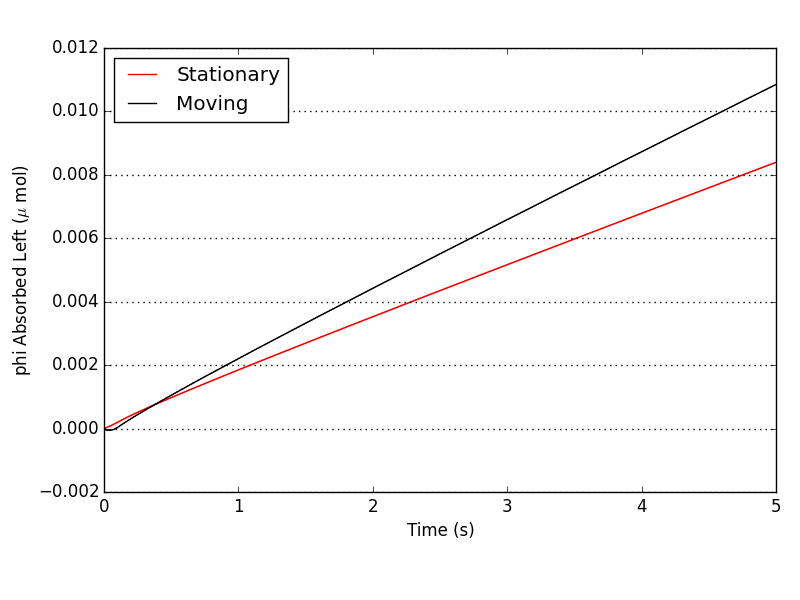 0.012
0.010
0.008
0.006
0.004
0.002
0.000
−0.002
phi Absorbed Left (μ mol)
Stationary
Moving
0 1 2 3 4 5
Time (s)